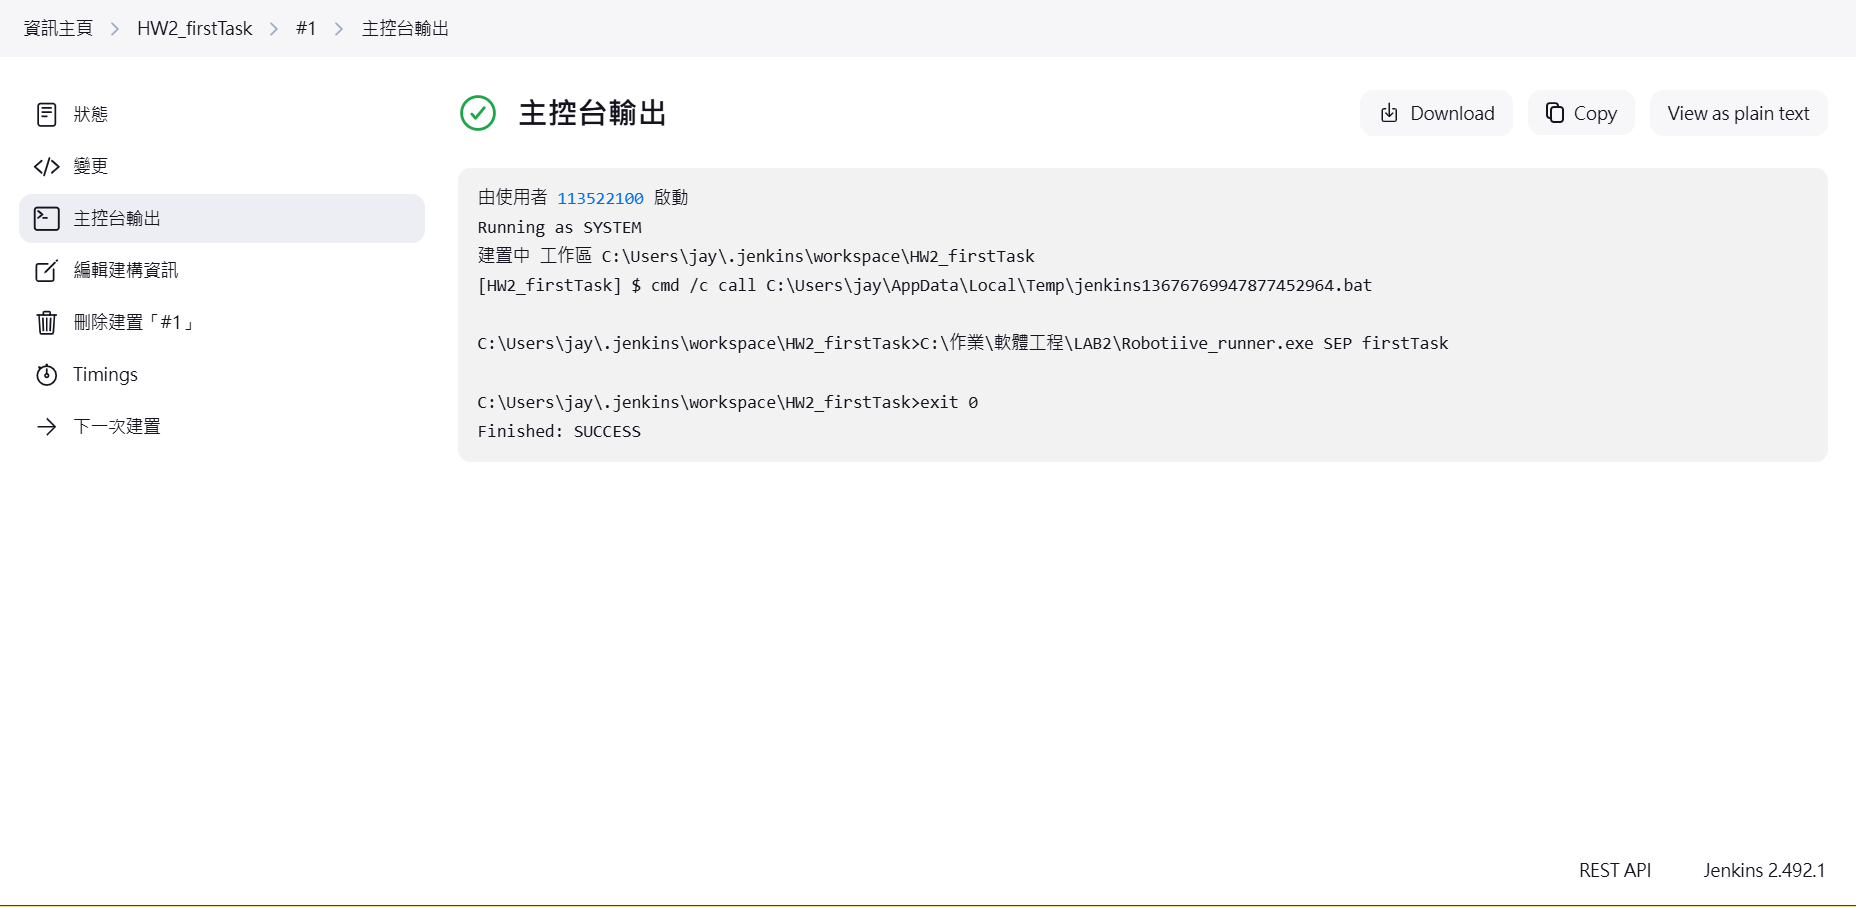 資訊主頁 > HW2_firstTask > #1 > 主控台輸出
狀態
變更
主控台輸出
編輯建構資訊
刪除建置「#1」
Timings
下一次建置
主控台輸出
Download
Copy
View as plain text
由使用者 113522100 啟動
Running as SYSTEM
建置中 工作區 C:\Users\jay\.jenkins\workspace\HW2_firstTask
[HW2_firstTask] $ cmd /c call C:\Users\jay\AppData\Local\Temp\jenkins13676769947877452964.bat
C:\Users\jay\.jenkins\workspace\HW2_firstTask>C:\作業\軟體工程\LAB2\Robotiive_runner.exe SEP firstTask
C:\Users\jay\.jenkins\workspace\HW2_firstTask>exit 0
Finished: SUCCESS
REST API
Jenkins 2.492.1